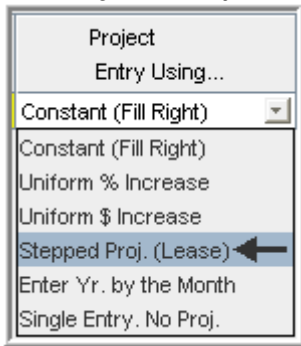 Project
Entry Using...
Constant (Fill Right)
Constant (Fill Right)
Uniform % Increase
Uniform $ Increase
Stepped Proj. (Lease)
Enter Yr. by the Month
Single Entry. No Proj.